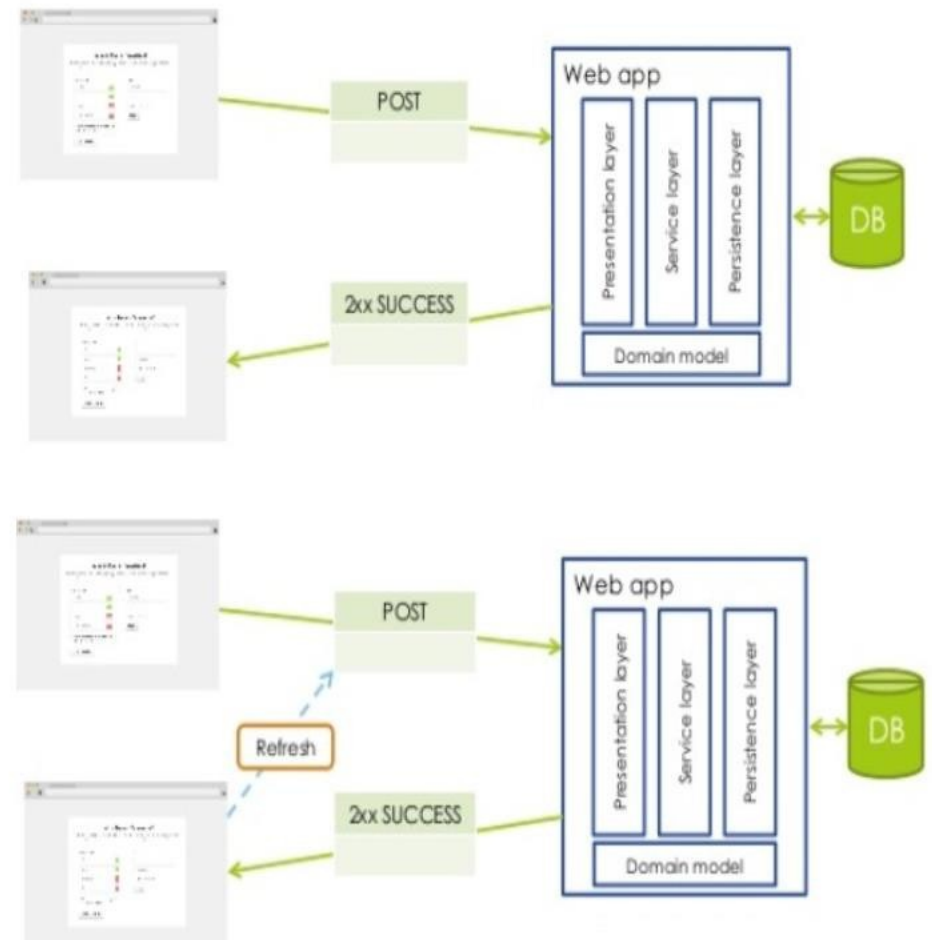 POST
Web app
Presentation layer
Service layer
Persistence layer
DB
2xx SUCCESS
Domain model
POST
Web app
Presentation layer
Service layer
Persistence layer
DB
Refresh
2xx SUCCESS
Domain model